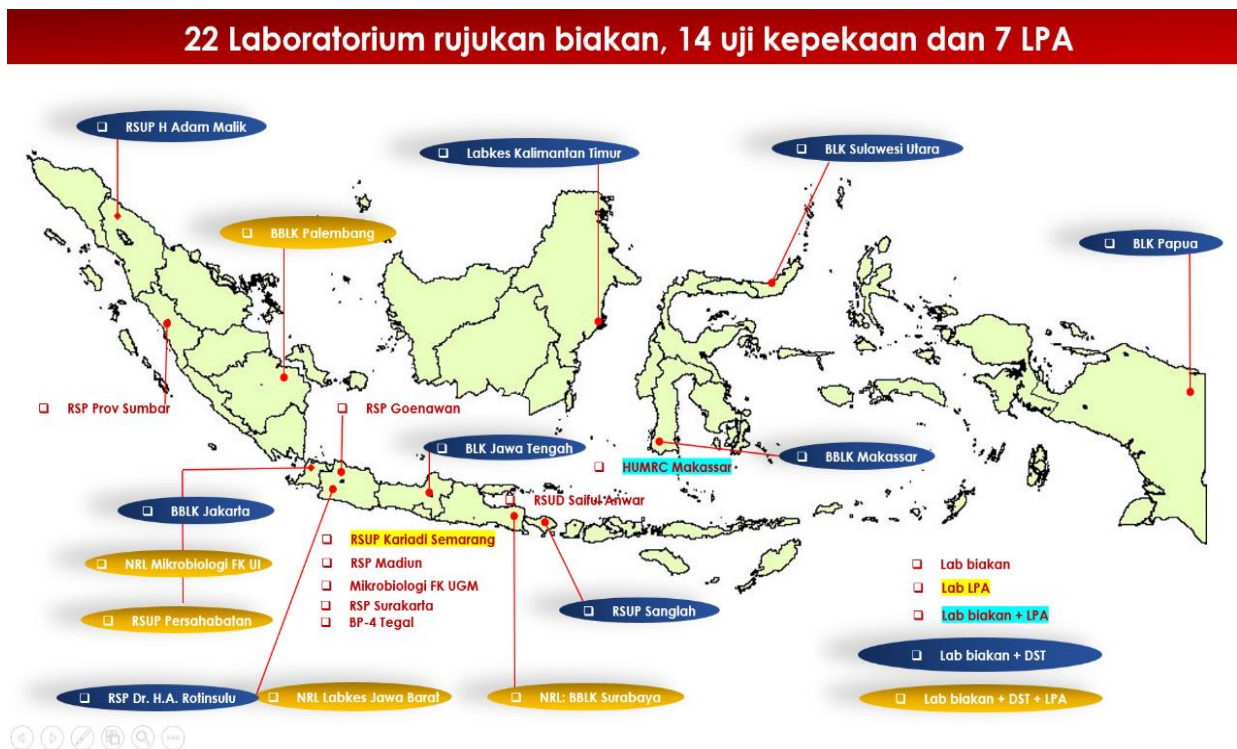 22 Laboratorium rujukan biakan, 14 uji kepekaan dan 7 LPA
RSUP H Adam Malik
Labkes Kalimantan Timur
BLK Sulawesi Utara
BBLK Palembang
BLK Papua
RSP Prov Sumbar
RSP Goenawan
BLK Jawa Tengah
HUMRC Makassar
BBLK Makassar
RSUD Saiful Anwar
BBLK Jakarta
NRL Mikrobiologi FK UI
RSUP Persahabatan
RSUP Kariadi Semarang
RSP Madiun
Mikrobiologi FK UGM
RSP Surakarta
BP-4 Tegal
RSUP Sanglah
RSP Dr. H.A. Rotinsulu
NRL Labkes Jawa Barat
NRL: BBLK Surabaya
Lab biakan
Lab LPA
Lab biakan + LPA
Lab biakan + DST
Lab biakan + DST + LPA